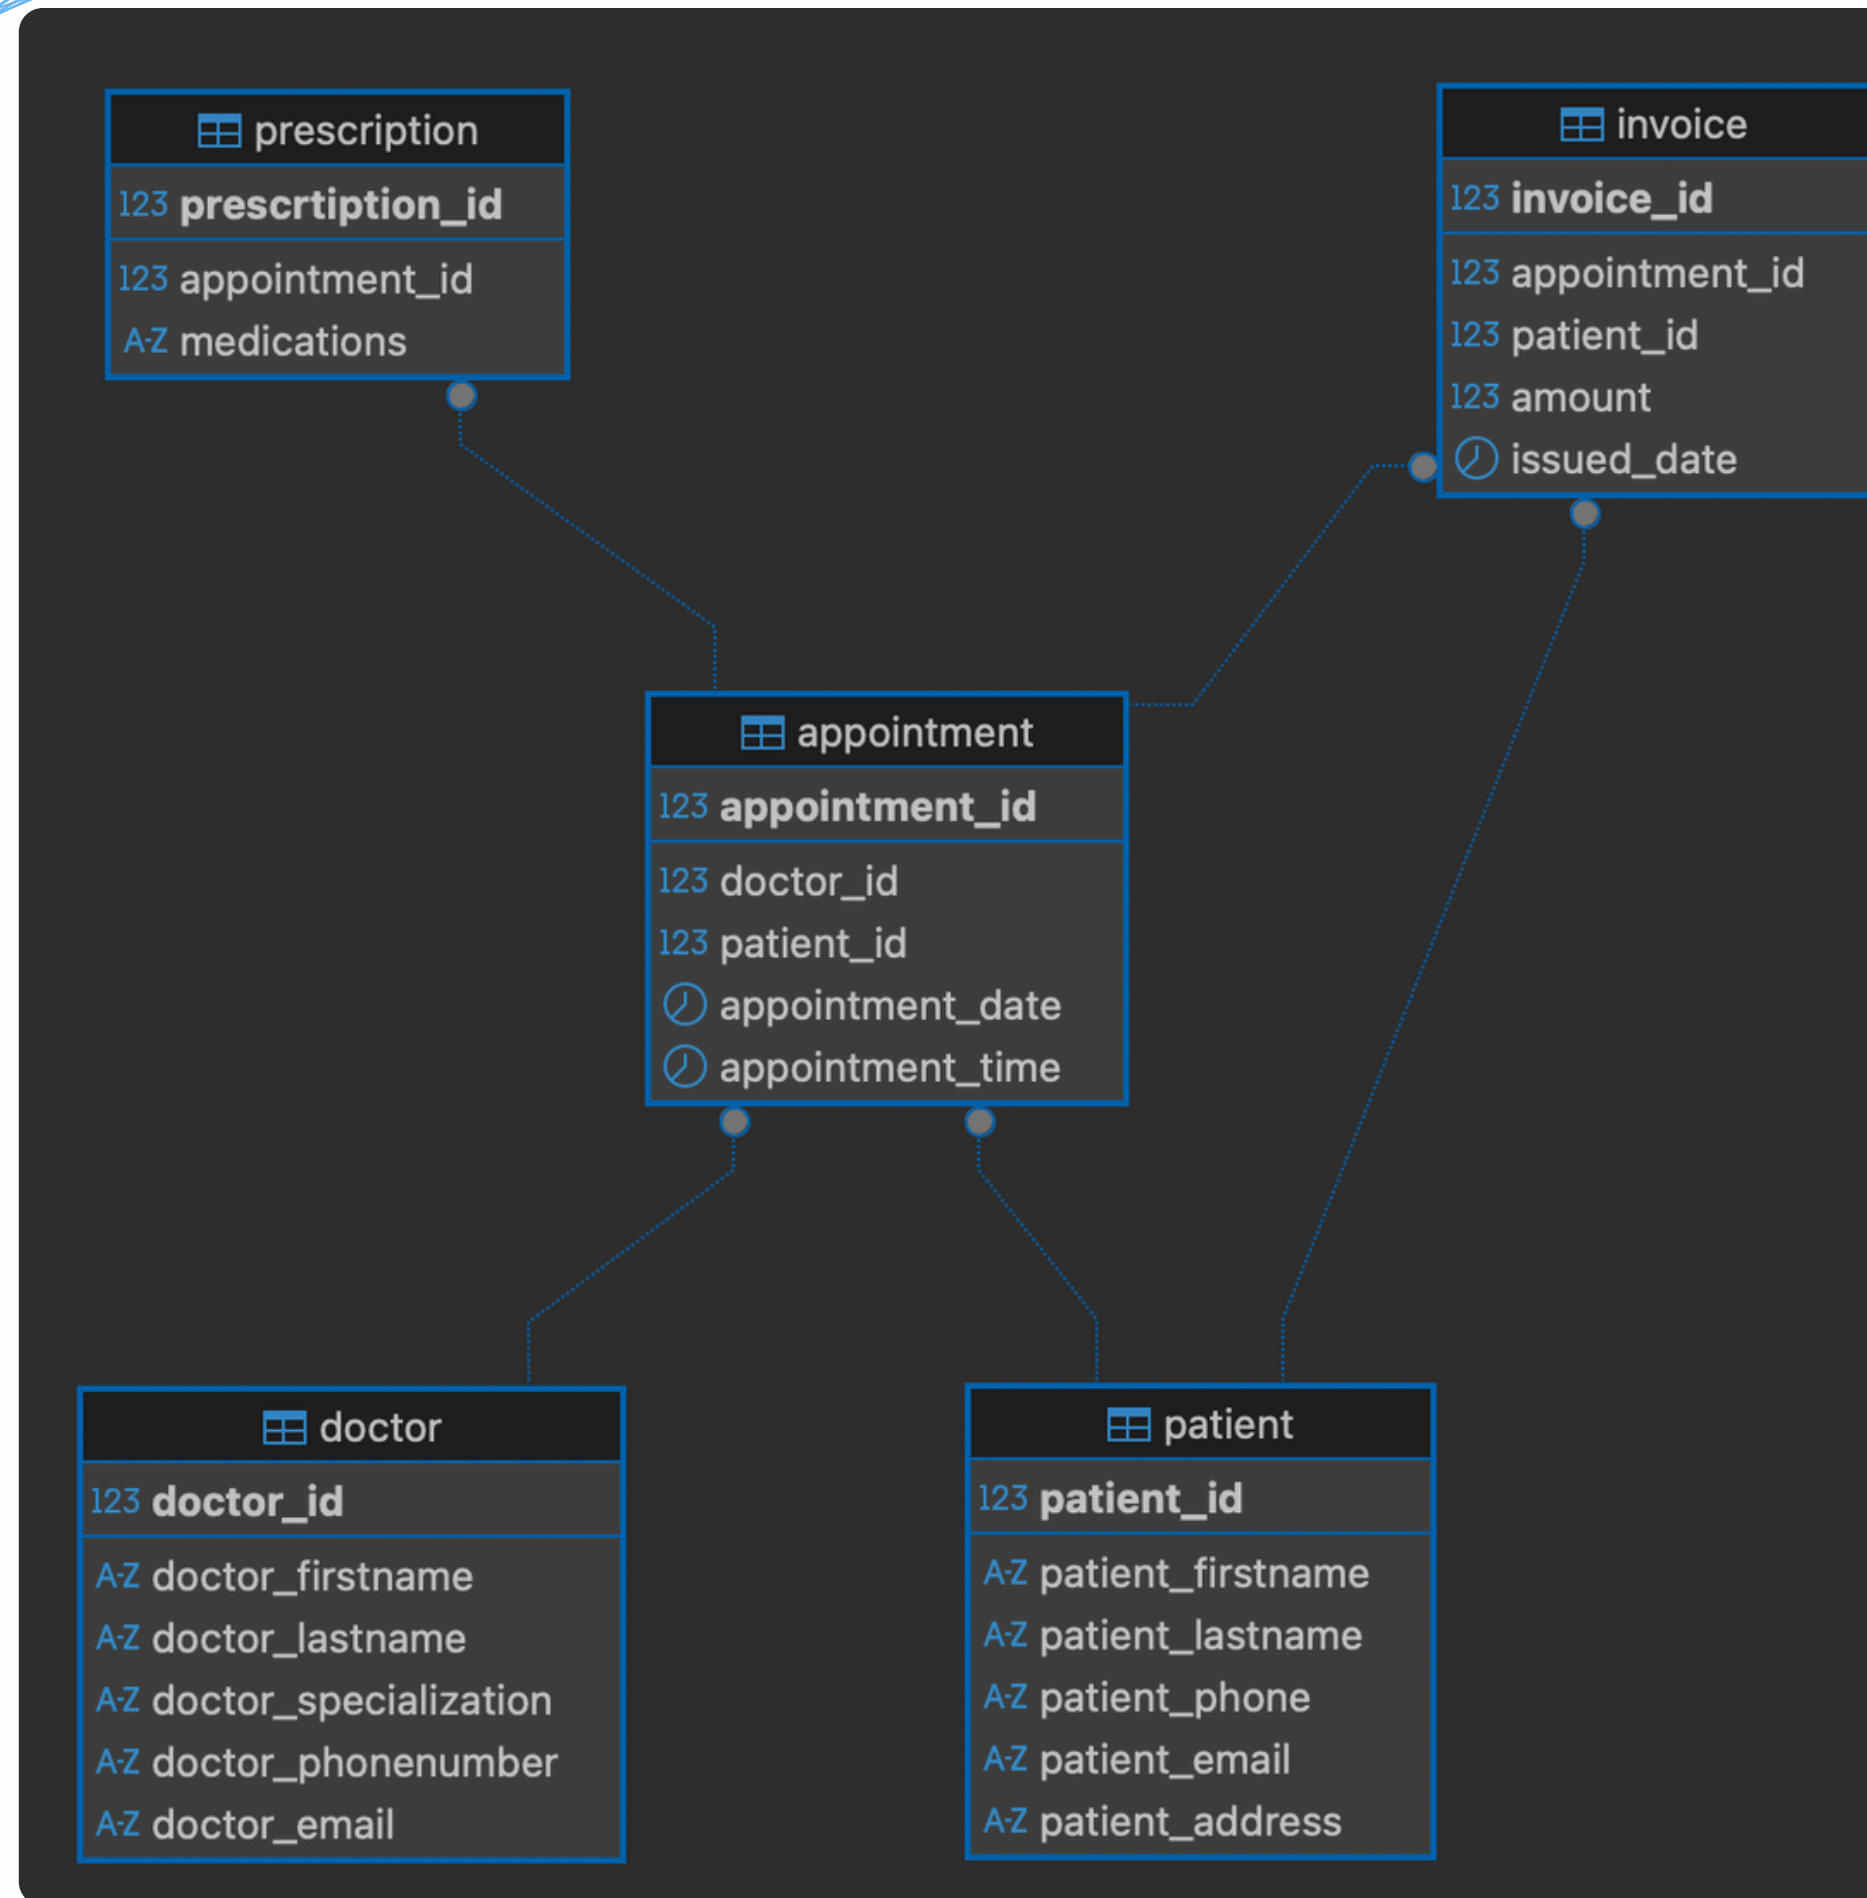 prescription
123 prescrtiption_id
123 appointment_id
A-Z medications
invoice
123 invoice_id
123 appointment_id
123 patient_id
123 amount
issued_date
appointment
123 appointment_id
123 doctor_id
123 patient_id
appointment_date
appointment_time
doctor
123 doctor_id
A-Z doctor_firstname
A-Z doctor_lastname
A-Z doctor_specialization
A-Z doctor_phonenumber
A-Z doctor_email
patient
123 patient_id
A-Z patient_firstname
A-Z patient_lastname
A-Z patient_phone
A-Z patient_email
A-Z patient_address